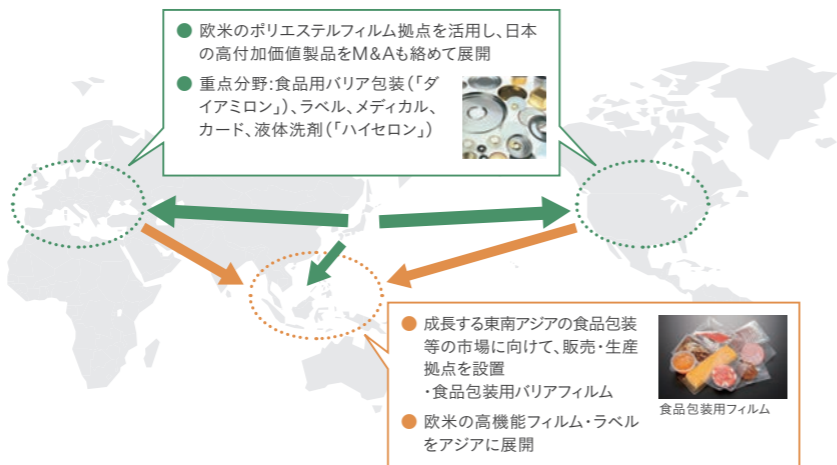 ● 欧米のポリエステルフィルム拠点を活用し、日本
の高付加価値製品をM&Aも絡めて展開
● 重点分野:食品用バリア包装(「ダ
イアミロン」)、ラベル、メディカル、
カード、液体洗剤(「ハイセロン」)
● 成長する東南アジアの食品包装
等の市場に向けて、販売・生産
拠点を設置
・食品包装用バリアフィルム
● 欧米の高機能フィルム・ラベル
をアジアに展開
食品包装用フィルム